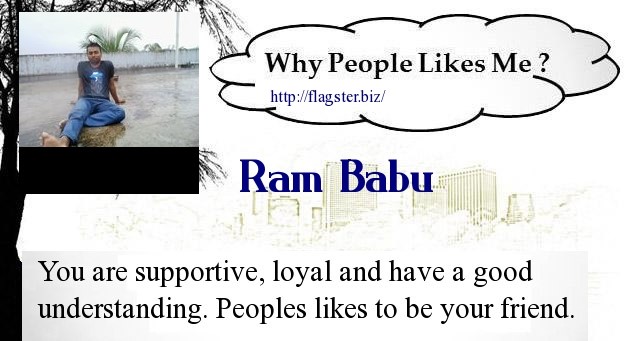 Why People Likes Me ?
http://flagster.biz/
Ram Babu
You are supportive, loyal and have a good
understanding. Peoples likes to be your friend.